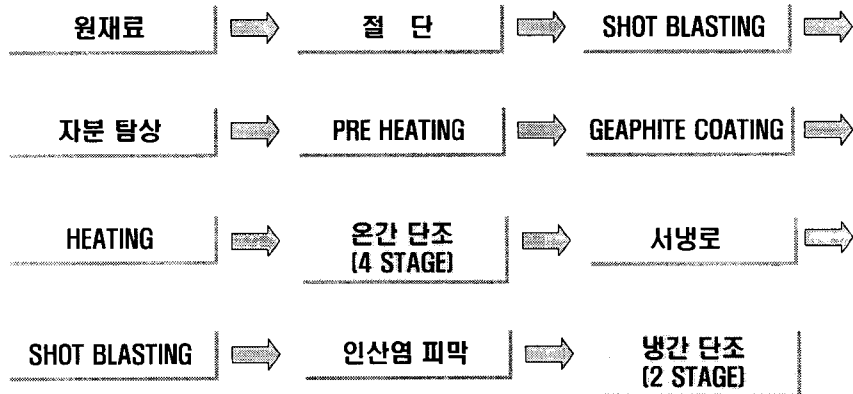 원재료
절 단
SHOT BLASTING
자분 탐상
PRE HEATING
GEAPHITE COATING
HEATING
온간 단조
(4 STAGE)
서냉로
SHOT BLASTING
인산염 피막
냉간 단조
(2 STAGE)